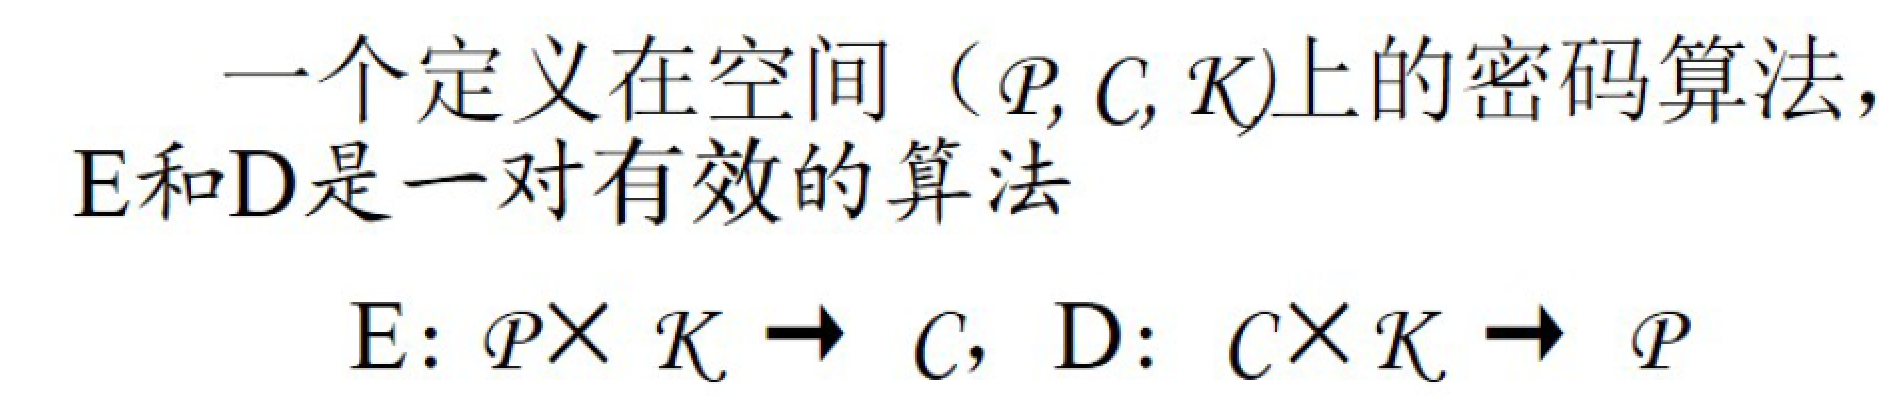 一个定义在空间（𝒫, 𝒞, 𝒦)上的密码算法，
E和D是一对有效的算法
E: 𝒫× 𝒦 → 𝒞, D: 𝒞×𝒦 → 𝒫